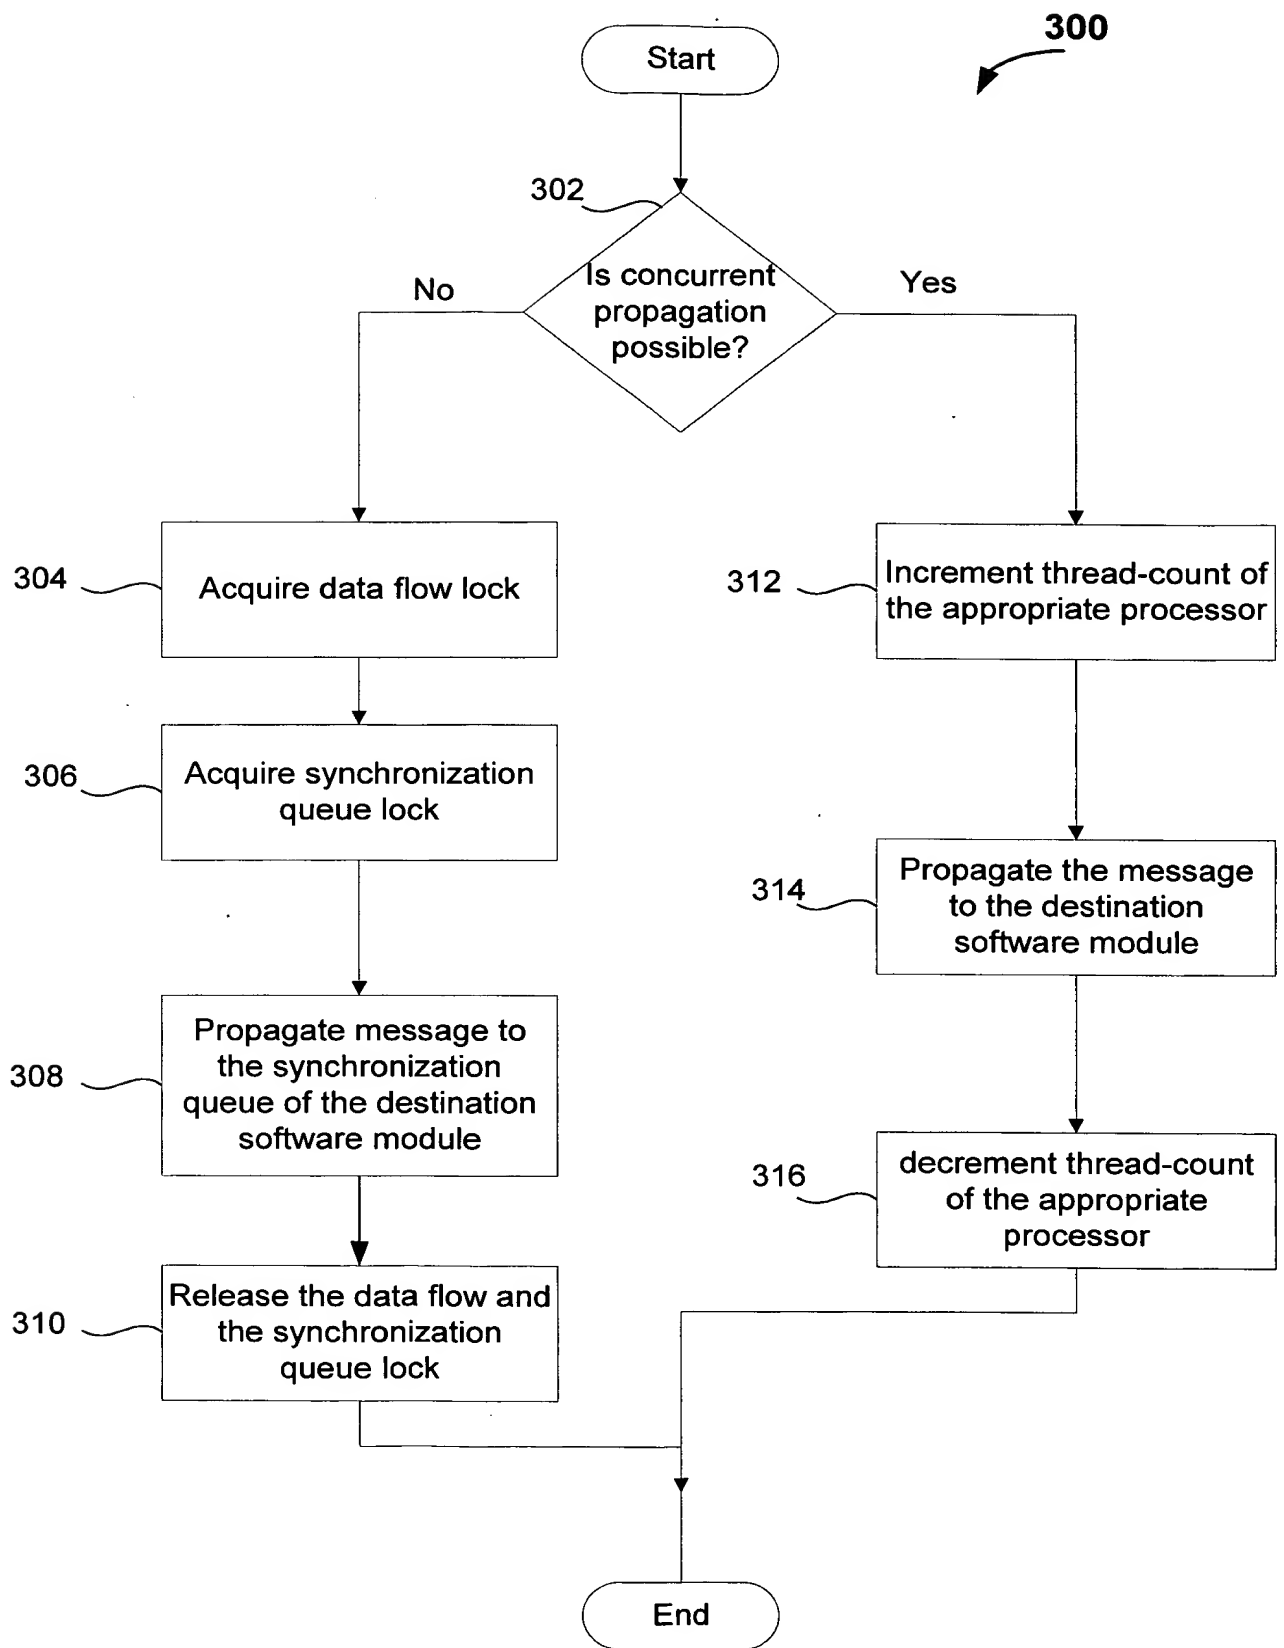 300
Start
302
Is concurrent
propagation
possible?
No
Yes
304
Acquire data flow lock
306
Acquire synchronization
queue lock
308
Propagate message to
the synchronization
queue of the destination
software module
310
Release the data flow and
the synchronization
queue lock
312
Increment thread-count of
the appropriate processor
314
Propagate the message
to the destination
software module
316
decrement thread-count
of the appropriate
processor
End